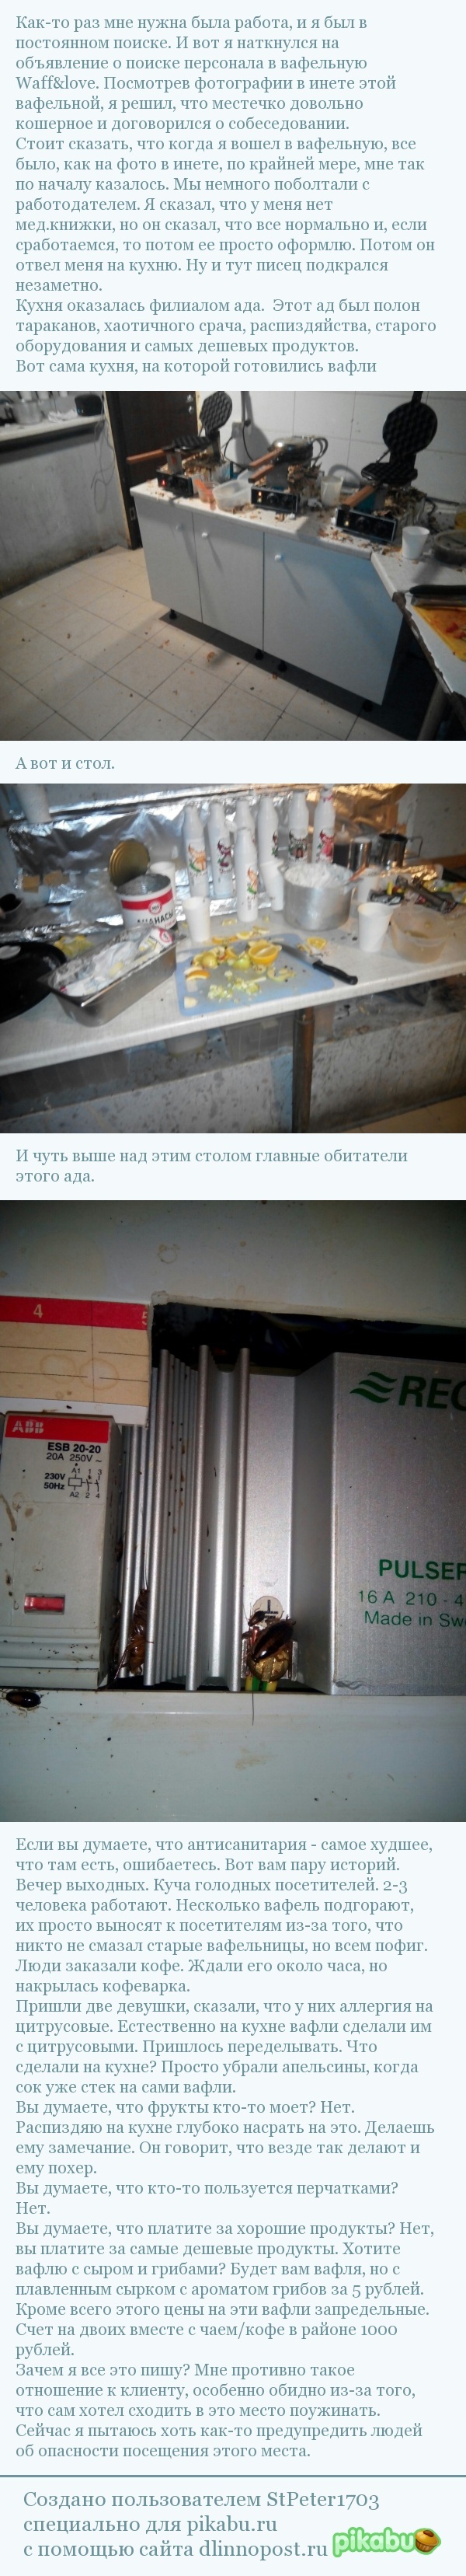 Как-то раз мне нужна была работа, и я был в
постоянном поиске. И вот я наткнулся на
объявление о поиске персонала в вафельную
Waff&love. Посмотрев фотографии в инете этой
вафельной, я решил, что местечко довольно
кошерное и договорился о собеседовании.
Стоит сказать, что когда я вошел в вафельную, все
было, как на фото в инете, по крайней мере, мне так
по началу казалось. Мы немного поболтали с
работодателем. Я сказал, что у меня нет
мед.книжки, но он сказал, что все нормально и, если
сработаемся, то потом ее просто оформлю. Потом он
отвел меня на кухню. Ну и тут писец подкрался
незаметно.
Кухня оказалась филиалом ада. Этот ад был полон
тараканов, хаотичного срача, распиздяйства, старого
оборудования и самых дешевых продуктов.
Вот сама кухня, на которой готовились вафли
А вот и стол.
АНАНАСЫ
И чуть выше над этим столом главные обитатели
этого ада.
4
5
ABB
ESB 20-20
20A 250V~
230V
50Hz
A1 1 3
A2 2 4
REG
PULSER
16 A 210 - 4
Made in Swe
Если вы думаете, что антисанитария - самое худшее,
что там есть, ошибаетесь. Вот вам пару историй.
Вечер выходных. Куча голодных посетителей. 2-3
человека работают. Несколько вафель подгорают,
их просто выносят к посетителям из-за того, что
никто не смазал старые вафельницы, но всем пофиг.
Люди заказали кофе. Ждали его около часа, но
накрылась кофеварка.
Пришли две девушки, сказали, что у них аллергия на
цитрусовые. Естественно на кухне вафли сделали им
с цитрусовыми. Пришлось переделывать. Что
сделали на кухне? Просто убрали апельсины, когда
сок уже стек на сами вафли.
Вы думаете, что фрукты кто-то моет? Нет.
Распиздяю на кухне глубоко насрать на это. Делаешь
ему замечание. Он говорит, что везде так делают и
ему похер.
Вы думаете, что кто-то пользуется перчатками?
Нет.
Вы думаете, что платите за хорошие продукты? Нет,
вы платите за самые дешевые продукты. Хотите
вафлю с сыром и грибами? Будет вам вафля, но с
плавленным сырком с ароматом грибов за 5 рублей.
Кроме всего этого цены на эти вафли запредельные.
Счет на двоих вместе с чаем/кофе в районе 1000
рублей.
Зачем я все это пишу? Мне противно такое
отношение к клиенту, особенно обидно из-за того,
что сам хотел сходить в это место поужинать.
Сейчас я пытаюсь хоть как-то предупредить людей
об опасности посещения этого места.
Создано пользователем StPeter1703
специально для pikabu.ru
с помощью сайта dlinnopost.ru pikabu